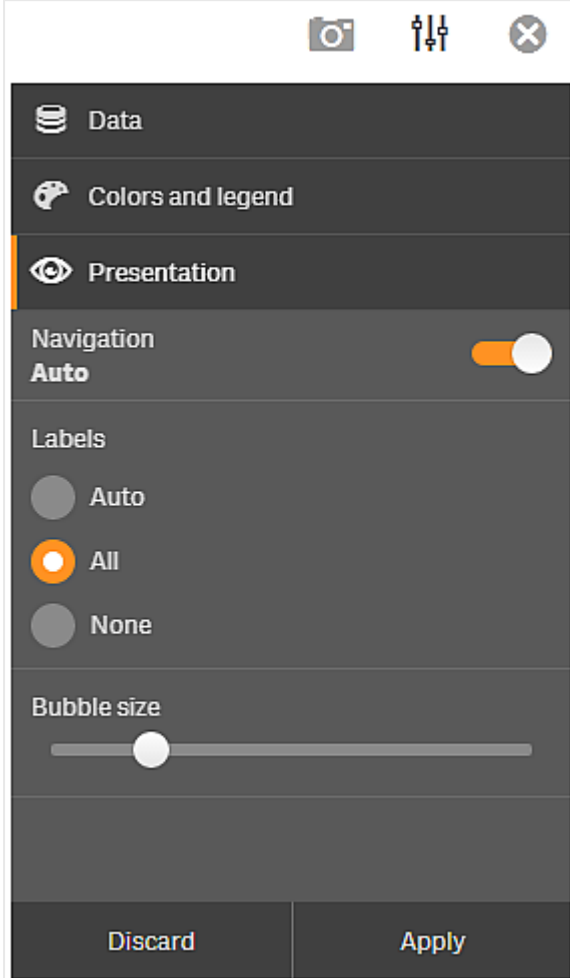 Data
Colors and legend
Presentation
Navigation
Auto
Labels
Auto
All
None
Bubble size
Discard
Apply